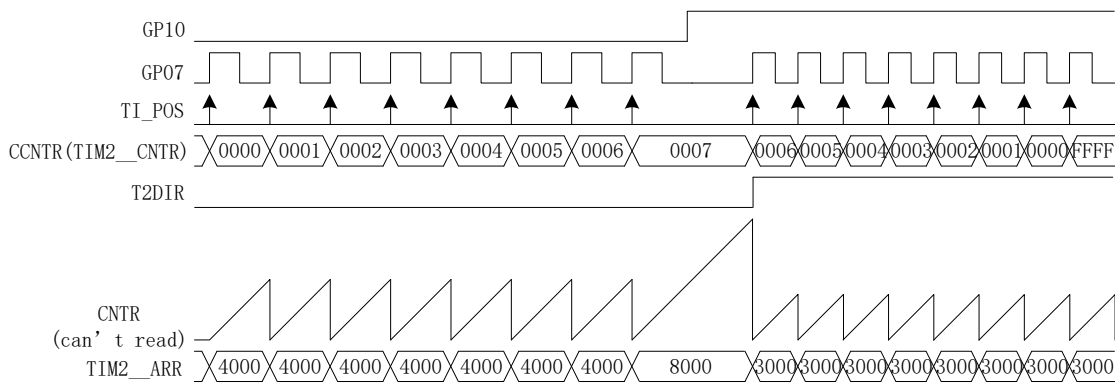 GP10
GP07
TI_POS
CCNTR(TIM2__CNTR) 0000 0001 0002 0003 0004 0005 0006 0007 0006 0005 0004 0003 0002 0001 0000 FFFF
T2DIR
CNTR
(can't read)
TIM2__ARR 4000 4000 4000 4000 4000 4000 4000 8000 3000 3000 3000 3000 3000 3000 3000 3000